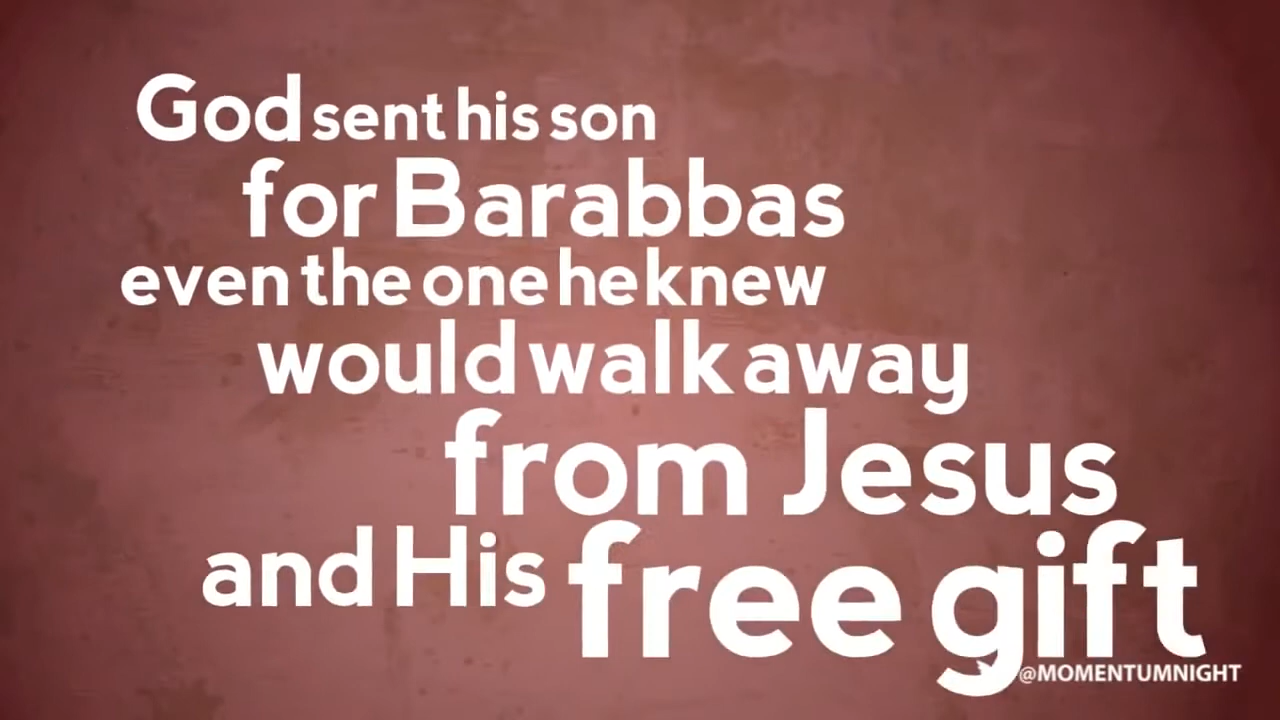 God sent his son
for Barabbas
even the one he knew
would walk away
from Jesus
and His free gift
@MOMENTUMNIGHT